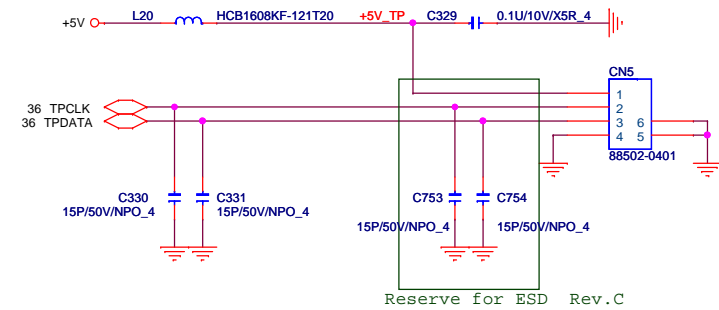 +5V L20 HCB1608KF-121T20 +5V_TP C329 0.1U/10V/X5R_4
CN5
1
36 TPCLK 2
36 TPDATA 3 6
4 5
88502-0401
C330 C331 C753 C754
15P/50V/NPO_4 15P/50V/NPO_4
15P/50V/NPO_4 15P/50V/NPO_4
Reserve for ESD Rev.C